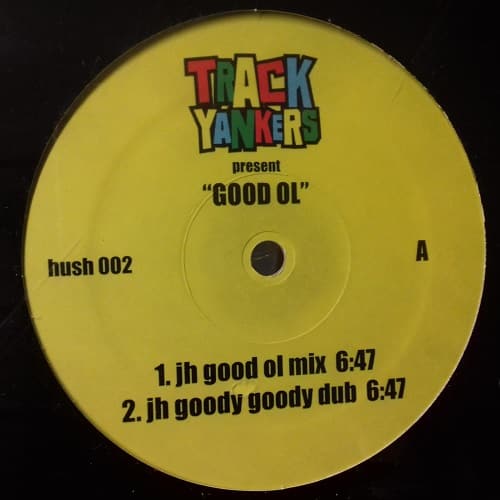 TRACK
YANKERS
present
“GOOD OL”
hush 002
A
1. jh good ol mix 6:47
2. jh goody goody dub 6:47